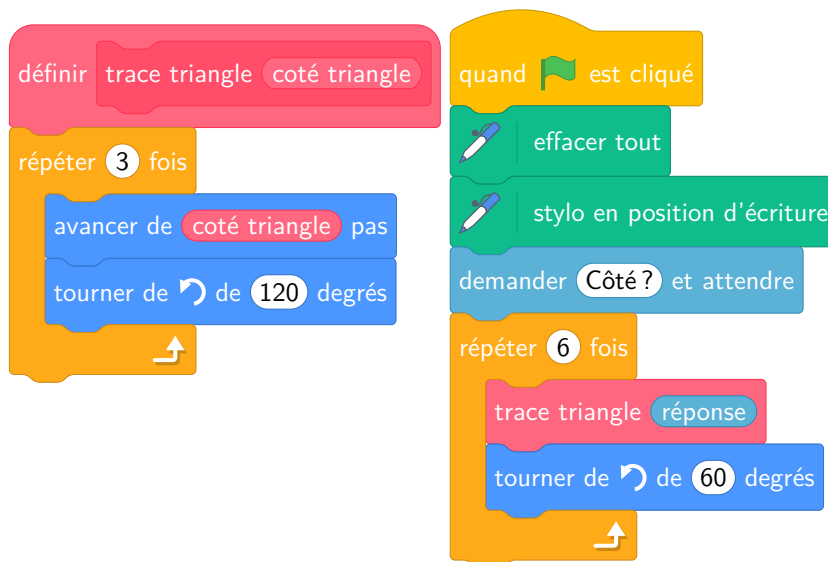 définir trace triangle coté triangle
répéter 3 fois
avancer de coté triangle pas
tourner de de 120 degrés
quand est cliqué
effacer tout
stylo en position d'écriture
demander Côté ? et attendre
répéter 6 fois
trace triangle réponse
tourner de de 60 degrés